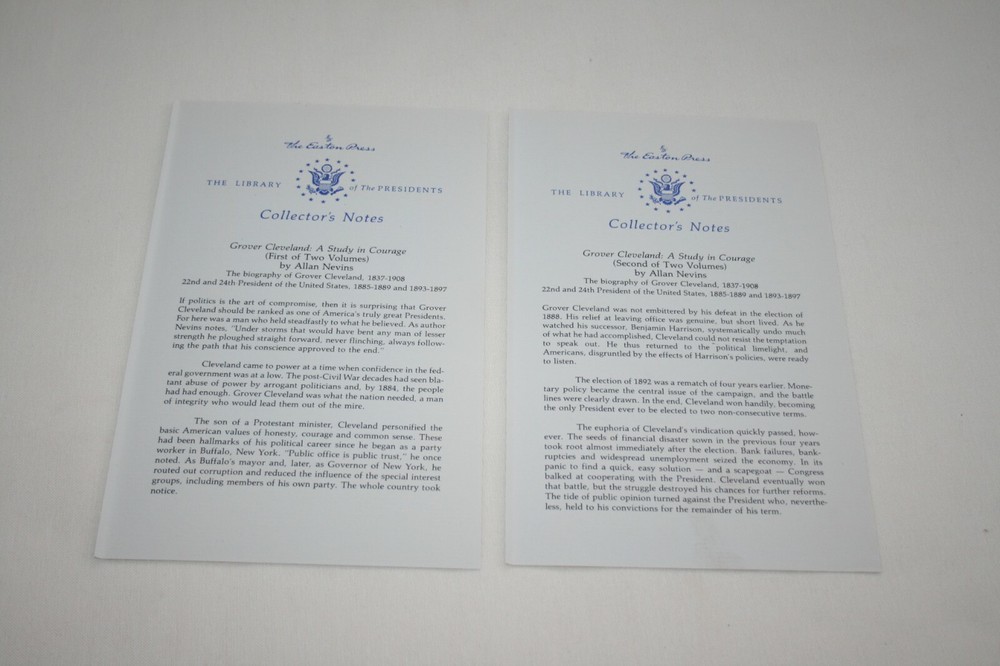 The Easton Press
THE LIBRARY of The PRESIDENTS
Collector's Notes
Grover Cleveland: A Study in Courage
(First of Two Volumes)
by Allan Nevins
The biography of Grover Cleveland, 1837-1908
22nd and 24th President of the United States, 1885-1889 and 1893-1897
If politics is the art of compromise, then it is surprising that Grover
Cleveland should be ranked as one of America's truly great Presidents.
For here was a man who held steadfastly to what he believed. As author
Nevins notes, "Under storms that would have bent any man of lesser
strength he ploughed straight forward, never flinching, always follow-
ing the path that his conscience approved to the end."
Cleveland came to power at a time when confidence in the fed-
eral government was at a low. The post-Civil War decades had seen bla-
tant abuse of power by arrogant politicians and, by 1884, the people
had had enough. Grover Cleveland was what the nation needed, a man
of integrity who would lead them out of the mire.
The son of a Protestant minister, Cleveland personified the
basic American values of honesty, courage and common sense. These
had been hallmarks of his political career since he began as a party
worker in Buffalo, New York. "Public office is public trust," he once
noted. As Buffalo's mayor and, later, as Governor of New York, he
routed out corruption and reduced the influence of the special interest
groups, including members of his own party. The whole country took
notice.
The Easton Press
THE LIBRARY of The PRESIDENTS
Collector's Notes
Grover Cleveland: A Study in Courage
(Second of Two Volumes)
by Allan Nevins
The biography of Grover Cleveland, 1837-1908
22nd and 24th President of the United States, 1885-1889 and 1893-1897
Grover Cleveland was not embittered by his defeat in the election of
1888. His relief at leaving office was genuine, but short lived. As he
watched his successor, Benjamin Harrison, systematically undo much
of what he had accomplished, Cleveland could not resist the temptation
to speak out. He thus returned to the political limelight, and
Americans, disgruntled by the effects of Harrison's policies, were ready
to listen.
The election of 1892 was a rematch of four years earlier. Mone-
tary policy became the central issue of the campaign, and the battle
lines were clearly drawn. In the end, Cleveland won handily, becoming
the only President ever to be elected to two non-consecutive terms.
The euphoria of Cleveland's vindication quickly passed, how-
ever. The seeds of financial disaster sown in the previous four years
took root almost immediately after the election. Bank failures, bank-
ruptcies and widespread unemployment seized the economy. In its
panic to find a quick, easy solution — and a scapegoat — Congress
balked at cooperating with the President. Cleveland eventually won
that battle, but the struggle destroyed his chances for further reforms.
The tide of public opinion turned against the President who, neverthe-
less, held to his convictions for the remainder of his term.